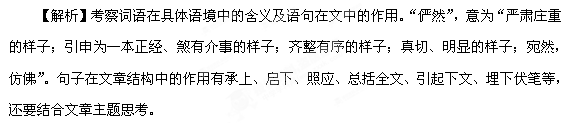 【解析】考察词语在具体语境中的含义及语句在文中的作用。“俨然”，意为“严肃庄重
的样子；引申为一本正经、煞有介事的样子；齐整有序的样子；真切、明显的样子；宛然，
仿佛”。句子在文章结构中的作用有承上、启下、照应、总括全文、引起下文、埋下伏笔等，
还要结合文章主题思考。